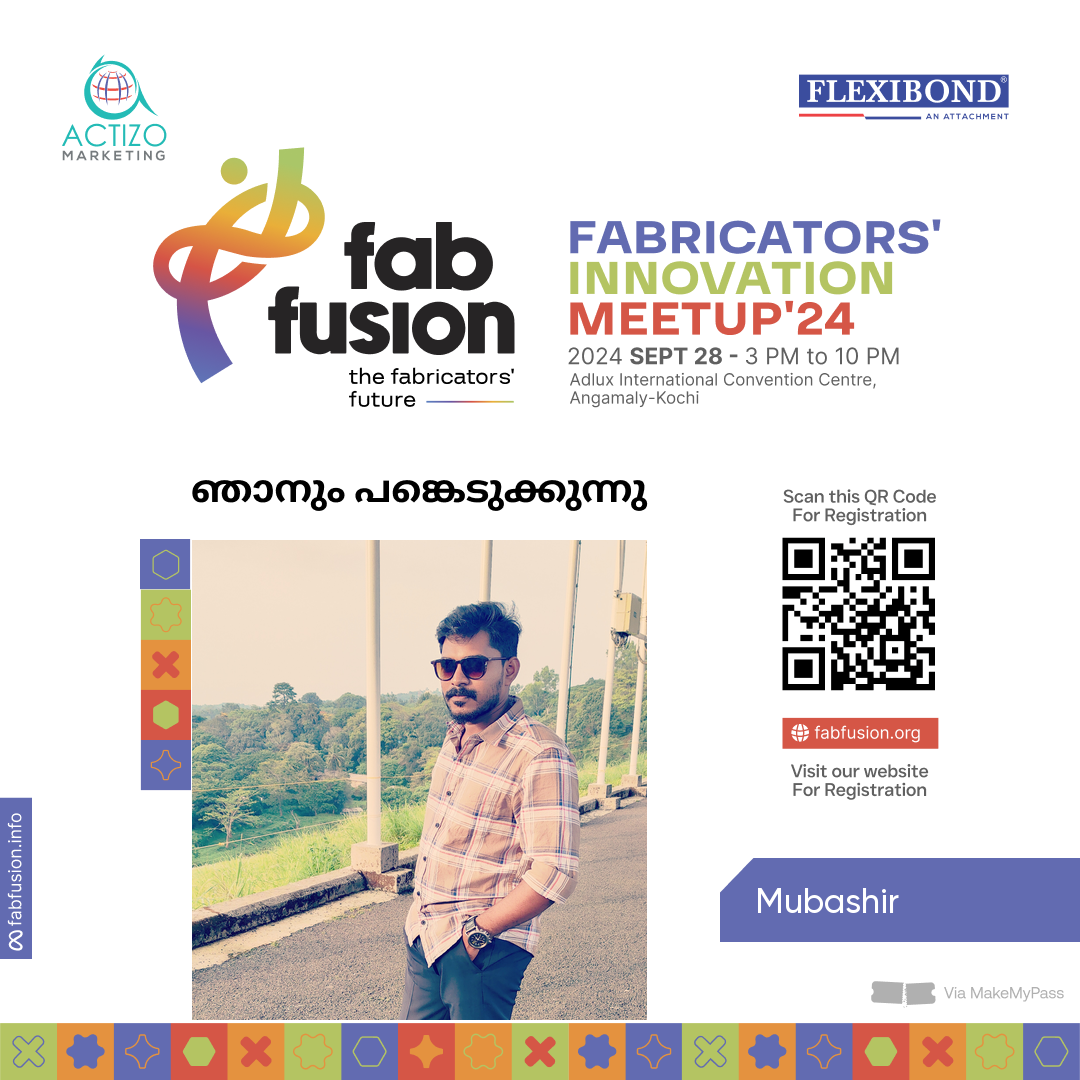 ACTIZO
MARKETING
FLEXIBOND®
AN ATTACHMENT
fab
fusion
the fabricators'
future
FABRICATORS'
INNOVATION
MEETUP'24
2024 SEPT 28 - 3 PM to 10 PM
Adlux International Convention Centre,
Angamaly-Kochi
ഞാനും പങ്കെടുക്കുന്നു
Scan this QR Code
For Registration
fabfusion.org
Visit our website
For Registration
fabfusion.info
Mubashir
Via MakeMyPass